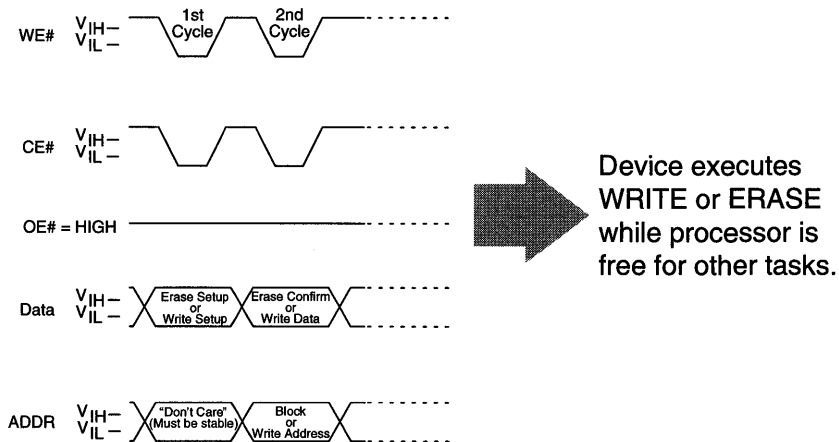 WE#
VIH
VIL
1st
Cycle
2nd
Cycle
CE#
VIH
VIL
OE# = HIGH
Data
VIH
VIL
Erase Setup
or
Write Setup
Erase Confirm
or
Write Data
ADDR
VIH
VIL
"Don't Care"
(Must be stable)
Block
or
Write Address
Device executes
WRITE or ERASE
while processor is
free for other tasks.